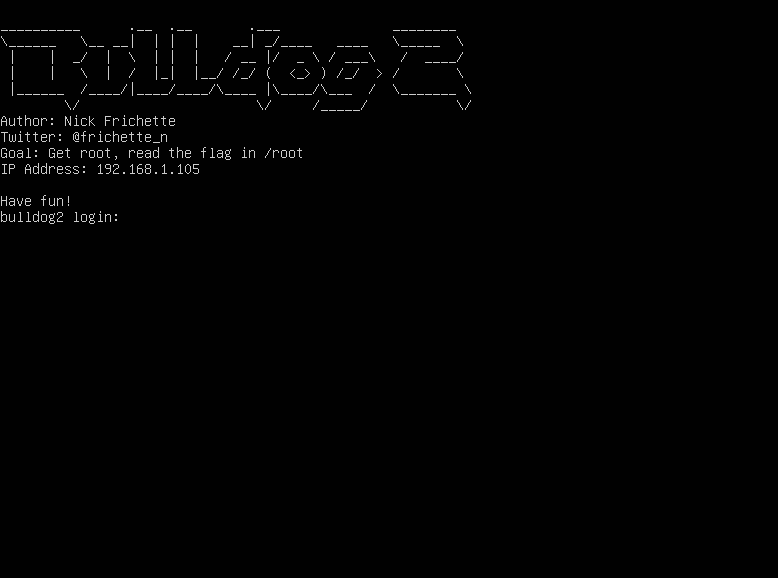 Bulldog 2
Author: Nick Frichette
Twitter: @frichette_n
Goal: Get root, read the flag in /root
IP Address: 192.168.1.105
Have fun!
bulldog2 login: